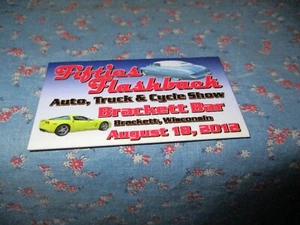 Fifties
Flashback
Auto, Truck & Cycle Show
Brackett Bar
Brackett, Wisconsin
August 18, 2012